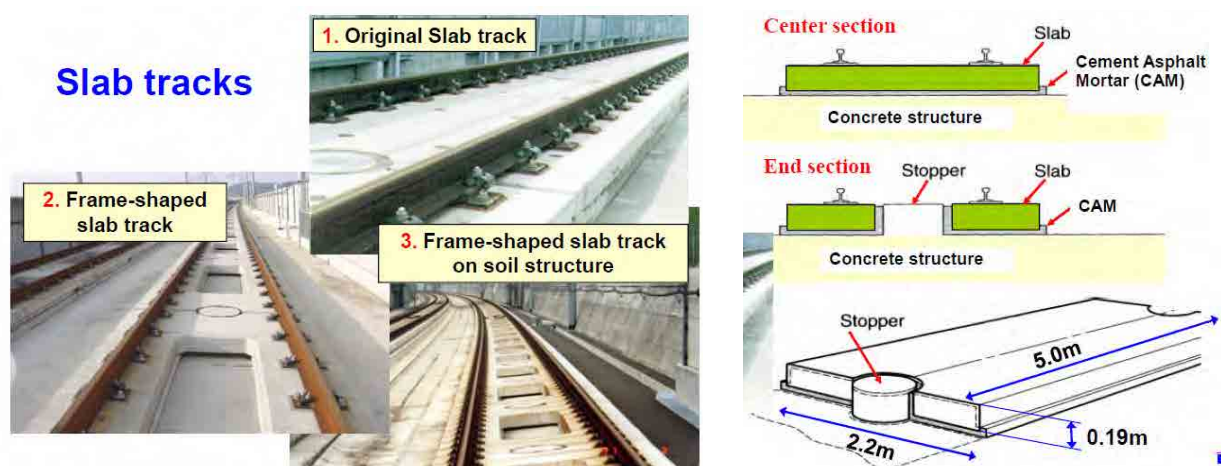 Slab tracks
1. Original Slab track
2. Frame-shaped
slab track
3. Frame-shaped slab track
on soil structure
Center section
Slab
Cement Asphalt
Mortar (CAM)
Concrete structure
End section
Stopper
Slab
CAM
Concrete structure
Stopper
5.0m
2.2m
0.19m